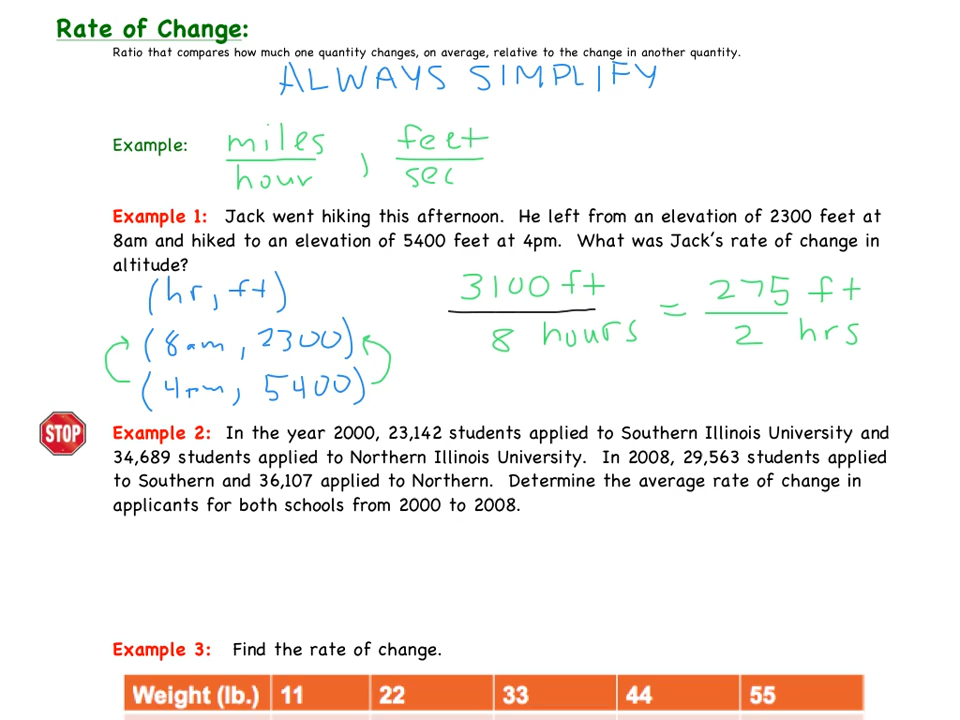 Rate of Change:
Ratio that compares how much one quantity changes, on average, relative to the change in another quantity.
ALWAYS SIMPLIFY
Example: miles/hour , feet/sec
Example 1: Jack went hiking this afternoon. He left from an elevation of 2300 feet at
8am and hiked to an elevation of 5400 feet at 4pm. What was Jack's rate of change in
altitude?
(hr, ft)
3100 ft / 8 hours = 275 ft / 2 hrs
(8am, 2300)
(4pm, 5400)
STOP
Example 2: In the year 2000, 23,142 students applied to Southern Illinois University and
34,689 students applied to Northern Illinois University. In 2008, 29,563 students applied
to Southern and 36,107 applied to Northern. Determine the average rate of change in
applicants for both schools from 2000 to 2008.
Example 3: Find the rate of change.
Weight (lb.) 11 22 33 44 55